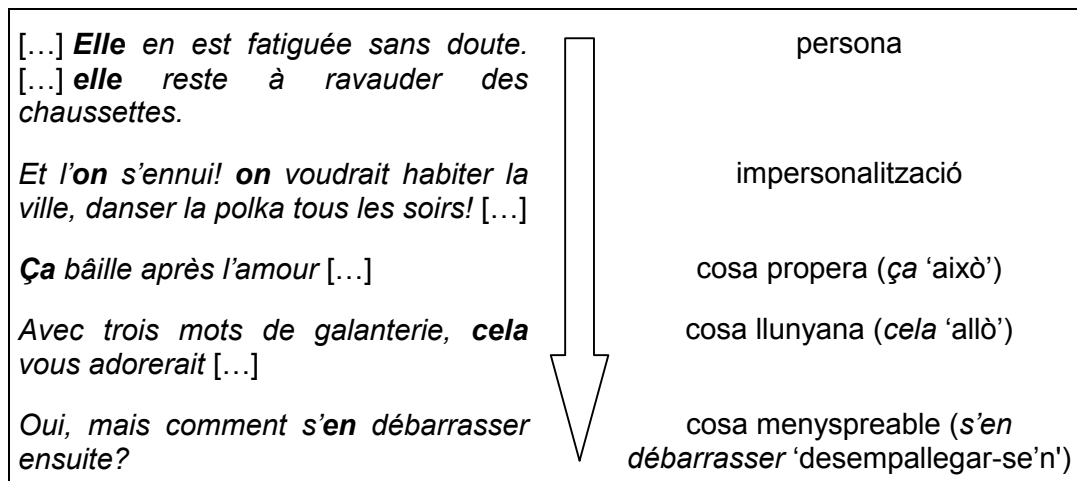 […] Elle en est fatiguée sans doute.
[…] elle reste à ravauder des
chaussettes.
persona
Et l’on s’ennui! on voudrait habiter la
ville, danser la polka tous les soirs! […]
impersonalització
Ça bâille après l’amour […]
cosa propera (ça ‘això’)
Avec trois mots de galanterie, cela
vous adorerait […]
cosa llunyana (cela ‘allò’)
Oui, mais comment s’en débarrasser
ensuite?
cosa menyspreable (s’en
débarrasser ‘desempallegar-se’n')